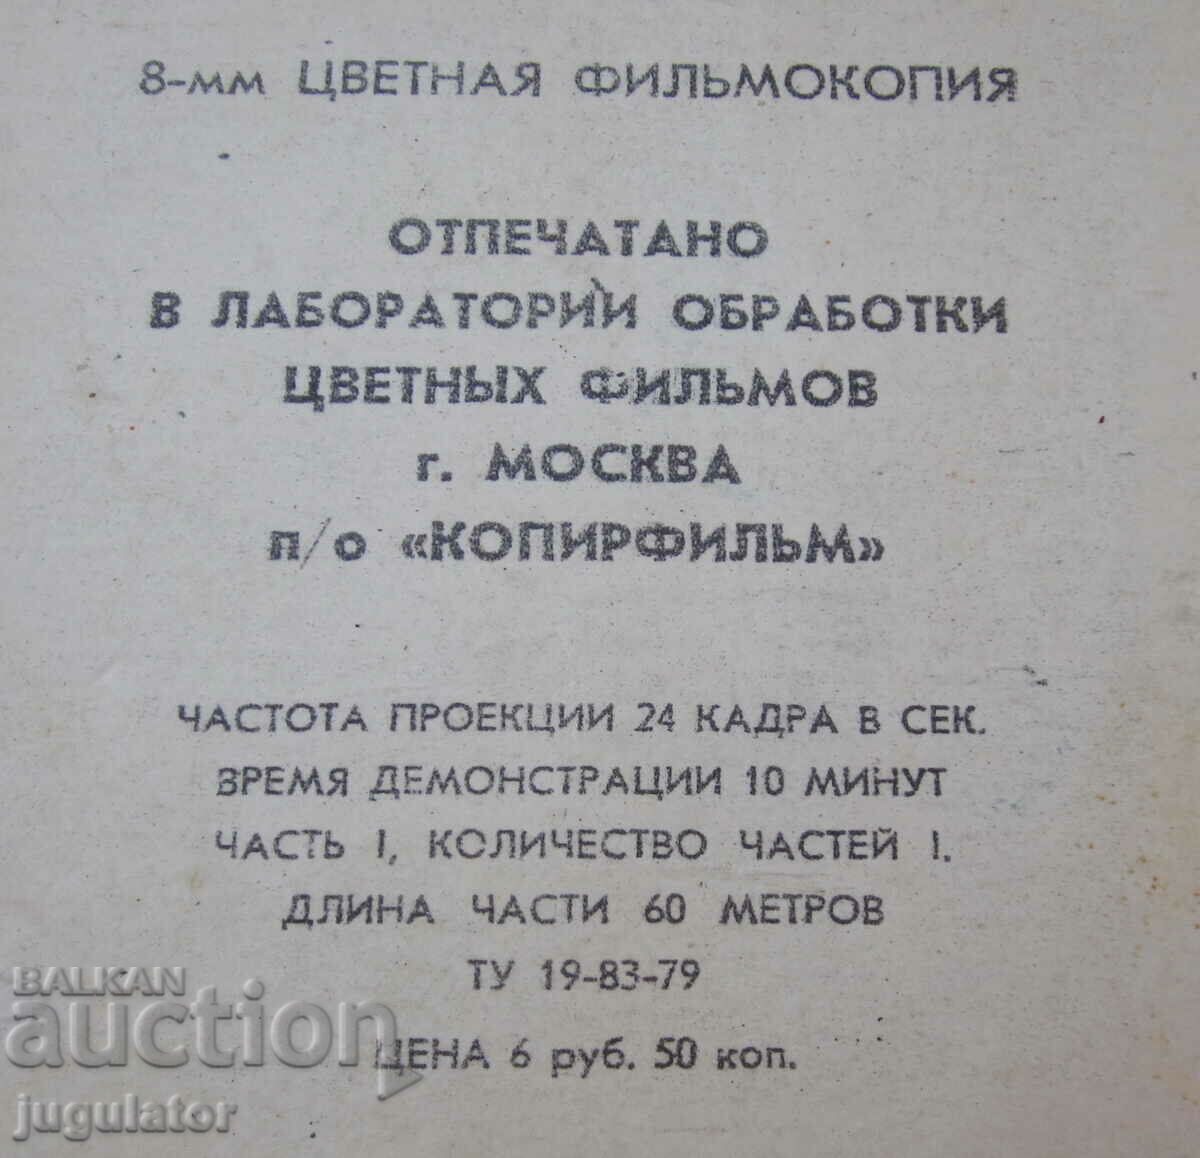 8-мм ЦВЕТНАЯ ФИЛЬМОКОПИЯ
ОТПЕЧАТАНО
В ЛАБОРАТОРИИ ОБРАБОТКИ
ЦВЕТНЫХ ФИЛЬМОВ
г. МОСКВА
п/о «КОПИРФИЛЬМ»
ЧАСТОТА ПРОЕКЦИИ 24 КАДРА В СЕК.
ВРЕМЯ ДЕМОНСТРАЦИИ 10 МИНУТ
ЧАСТЬ I, КОЛИЧЕСТВО ЧАСТЕЙ I.
ДЛИНА ЧАСТИ 60 МЕТРОВ
ТУ 19-83-79
ЦЕНА 6 руб. 50 коп.
BALKAN
auction
jugulator